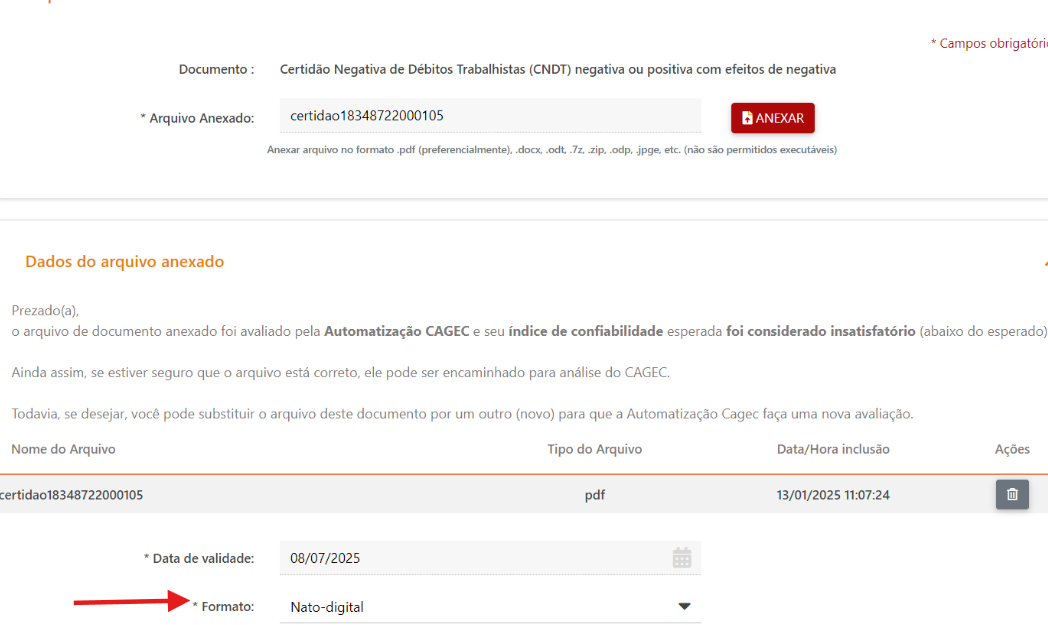 * Campos obrigatóri
Documento : Certidão Negativa de Débitos Trabalhistas (CNDT) negativa ou positiva com efeitos de negativa
* Arquivo Anexado: certidao18348722000105 ANEXAR
Anexar arquivo no formato .pdf (preferencialmente), .docx, .odt, .7z, .zip, .odp, .jpge, etc. (não são permitidos executáveis)
Dados do arquivo anexado
Prezado(a),
o arquivo de documento anexado foi avaliado pela Automatização CAGEC e seu índice de confiabilidade esperada foi considerado insatisfatório (abaixo do esperado)
Ainda assim, se estiver seguro que o arquivo está correto, ele pode ser encaminhado para análise do CAGEC.
Todavia, se desejar, você pode substituir o arquivo deste documento por um outro (novo) para que a Automatização Cagec faça uma nova avaliação.
Nome do Arquivo Tipo do Arquivo Data/Hora inclusão Ações
certidao18348722000105 pdf 13/01/2025 11:07:24
* Data de validade: 08/07/2025
* Formato: Nato-digital